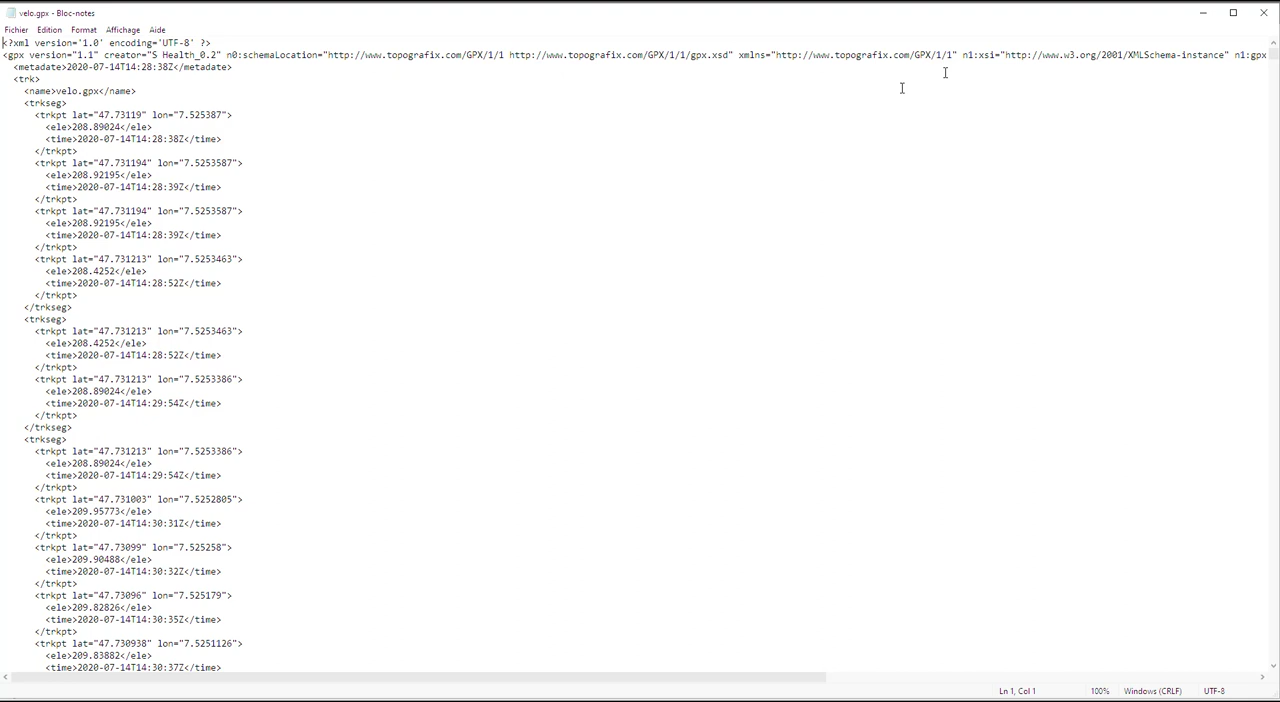 velo.gpx - Bloc-notes
Fichier Edition Format Affichage Aide
<?xml version='1.0' encoding='UTF-8' ?>
<gpx version="1.1" creator="S Health_0.2" n0:schemaLocation="http://www.topografix.com/GPX/1/1 http://www.topografix.com/GPX/1/1/gpx.xsd" xmlns="http://www.topografix.com/GPX/1/1" n1:xsi="http://www.w3.org/2001/XMLSchema-instance" n1:gpx
<metadate>2020-07-14T14:28:38Z</metadate>
<trk>
<name>velo.gpx</name>
<trkseg>
<trkpt lat="47.73119" lon="7.525387">
<ele>208.89024</ele>
<time>2020-07-14T14:28:38Z</time>
</trkpt>
<trkpt lat="47.731194" lon="7.5253587">
<ele>208.92195</ele>
<time>2020-07-14T14:28:39Z</time>
</trkpt>
<trkpt lat="47.731194" lon="7.5253587">
<ele>208.92195</ele>
<time>2020-07-14T14:28:39Z</time>
</trkpt>
<trkpt lat="47.731213" lon="7.5253463">
<ele>208.4252</ele>
<time>2020-07-14T14:28:52Z</time>
</trkpt>
</trkseg>
<trkseg>
<trkpt lat="47.731213" lon="7.5253463">
<ele>208.4252</ele>
<time>2020-07-14T14:28:52Z</time>
</trkpt>
<trkpt lat="47.731213" lon="7.5253386">
<ele>208.89024</ele>
<time>2020-07-14T14:29:54Z</time>
</trkpt>
</trkseg>
<trkseg>
<trkpt lat="47.731213" lon="7.5253386">
<ele>208.89024</ele>
<time>2020-07-14T14:29:54Z</time>
</trkpt>
<trkpt lat="47.731003" lon="7.5252805">
<ele>209.95773</ele>
<time>2020-07-14T14:30:31Z</time>
</trkpt>
<trkpt lat="47.73099" lon="7.525258">
<ele>209.90488</ele>
<time>2020-07-14T14:30:32Z</time>
</trkpt>
<trkpt lat="47.73096" lon="7.525179">
<ele>209.82826</ele>
<time>2020-07-14T14:30:35Z</time>
</trkpt>
<trkpt lat="47.730938" lon="7.5251126">
<ele>209.83882</ele>
<time>2020-07-14T14:30:37Z</time>
Ln 1, Col 1 100% Windows (CRLF) UTF-8